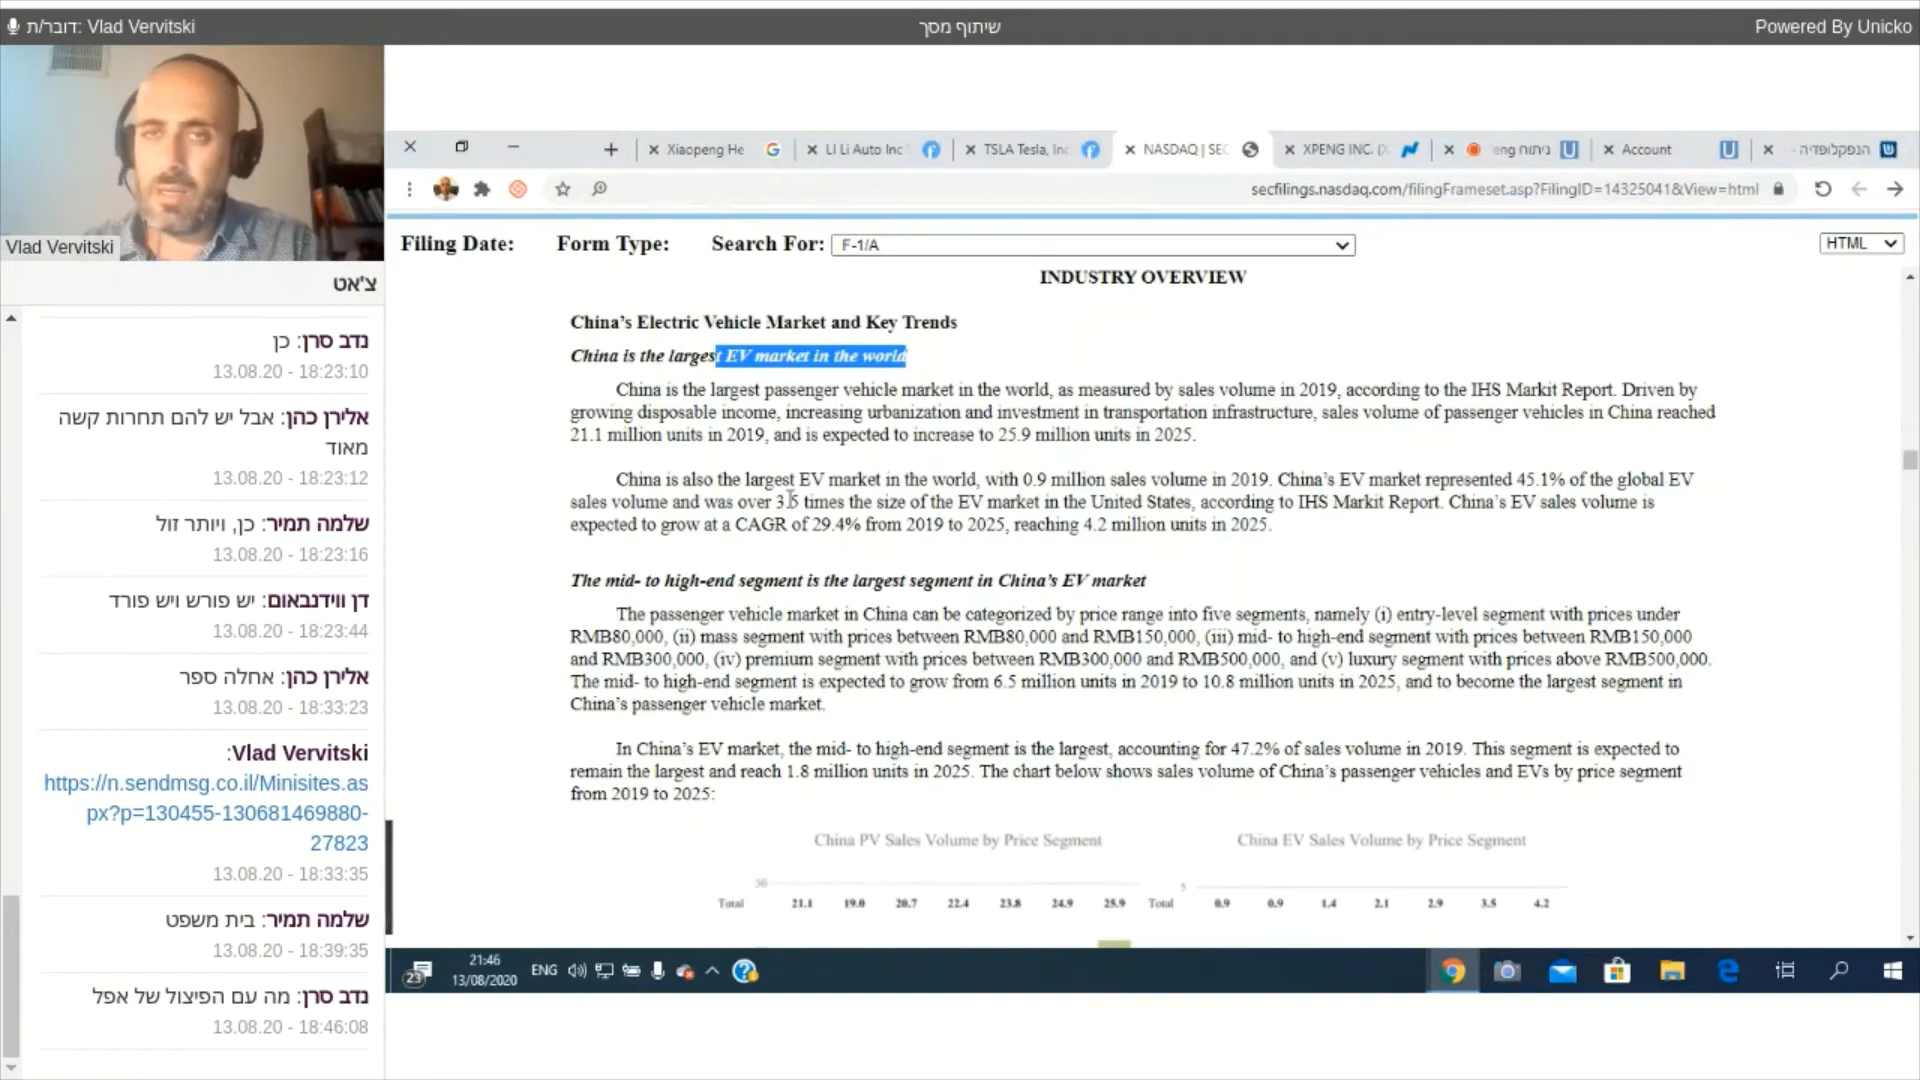 דובר/ת: Vlad Vervitski
שיתוף מסך
Powered By Unicko
Vlad Vervitski
צ'אט
נדב סרן: כן
13.08.20 - 18:23:10
אלירן כהן: אבל יש להם תחרות קשה
מאוד
13.08.20 - 18:23:12
שלמה תמיר: כן, ויותר זול
13.08.20 - 18:23:16
דן ווידנבאום: יש פורש ויש פורד
13.08.20 - 18:23:44
אלירן כהן: אחלה ספר
13.08.20 - 18:33:23
Vlad Vervitski:
https://n.sendmsg.co.il/Minisites.as
px?p=130455-130681469880-
27823
13.08.20 - 18:33:35
שלמה תמיר: בית משפט
13.08.20 - 18:39:35
נדב סרן: מה עם הפיצול של אפל
13.08.20 - 18:46:08
Xiaopeng He
LI Li Auto Inc
TSLA Tesla, Inc
NASDAQ | SEC
XPENG INC. (X
ניתוח eng
Account
הנפקלופדיה -
secfilings.nasdaq.com/filingFrameset.asp?FilingID=14325041&View=html
Filing Date: Form Type: Search For: F-1/A HTML
INDUSTRY OVERVIEW
China's Electric Vehicle Market and Key Trends
China is the largest EV market in the world
China is the largest passenger vehicle market in the world, as measured by sales volume in 2019, according to the IHS Markit Report. Driven by
growing disposable income, increasing urbanization and investment in transportation infrastructure, sales volume of passenger vehicles in China reached
21.1 million units in 2019, and is expected to increase to 25.9 million units in 2025.
China is also the largest EV market in the world, with 0.9 million sales volume in 2019. China's EV market represented 45.1% of the global EV
sales volume and was over 3.5 times the size of the EV market in the United States, according to IHS Markit Report. China's EV sales volume is
expected to grow at a CAGR of 29.4% from 2019 to 2025, reaching 4.2 million units in 2025.
The mid- to high-end segment is the largest segment in China's EV market
The passenger vehicle market in China can be categorized by price range into five segments, namely (i) entry-level segment with prices under
RMB80,000, (ii) mass segment with prices between RMB80,000 and RMB150,000, (iii) mid- to high-end segment with prices between RMB150,000
and RMB300,000, (iv) premium segment with prices between RMB300,000 and RMB500,000, and (v) luxury segment with prices above RMB500,000.
The mid- to high-end segment is expected to grow from 6.5 million units in 2019 to 10.8 million units in 2025, and to become the largest segment in
China's passenger vehicle market.
In China's EV market, the mid- to high-end segment is the largest, accounting for 47.2% of sales volume in 2019. This segment is expected to
remain the largest and reach 1.8 million units in 2025. The chart below shows sales volume of China's passenger vehicles and EVs by price segment
from 2019 to 2025:
China PV Sales Volume by Price Segment
China EV Sales Volume by Price Segment
30
5
Total 21.1 19.0 20.7 22.4 23.8 24.9 25.9
Total 0.9 0.9 1.4 2.1 2.9 3.5 4.2
23
21:46
13/08/2020
ENG